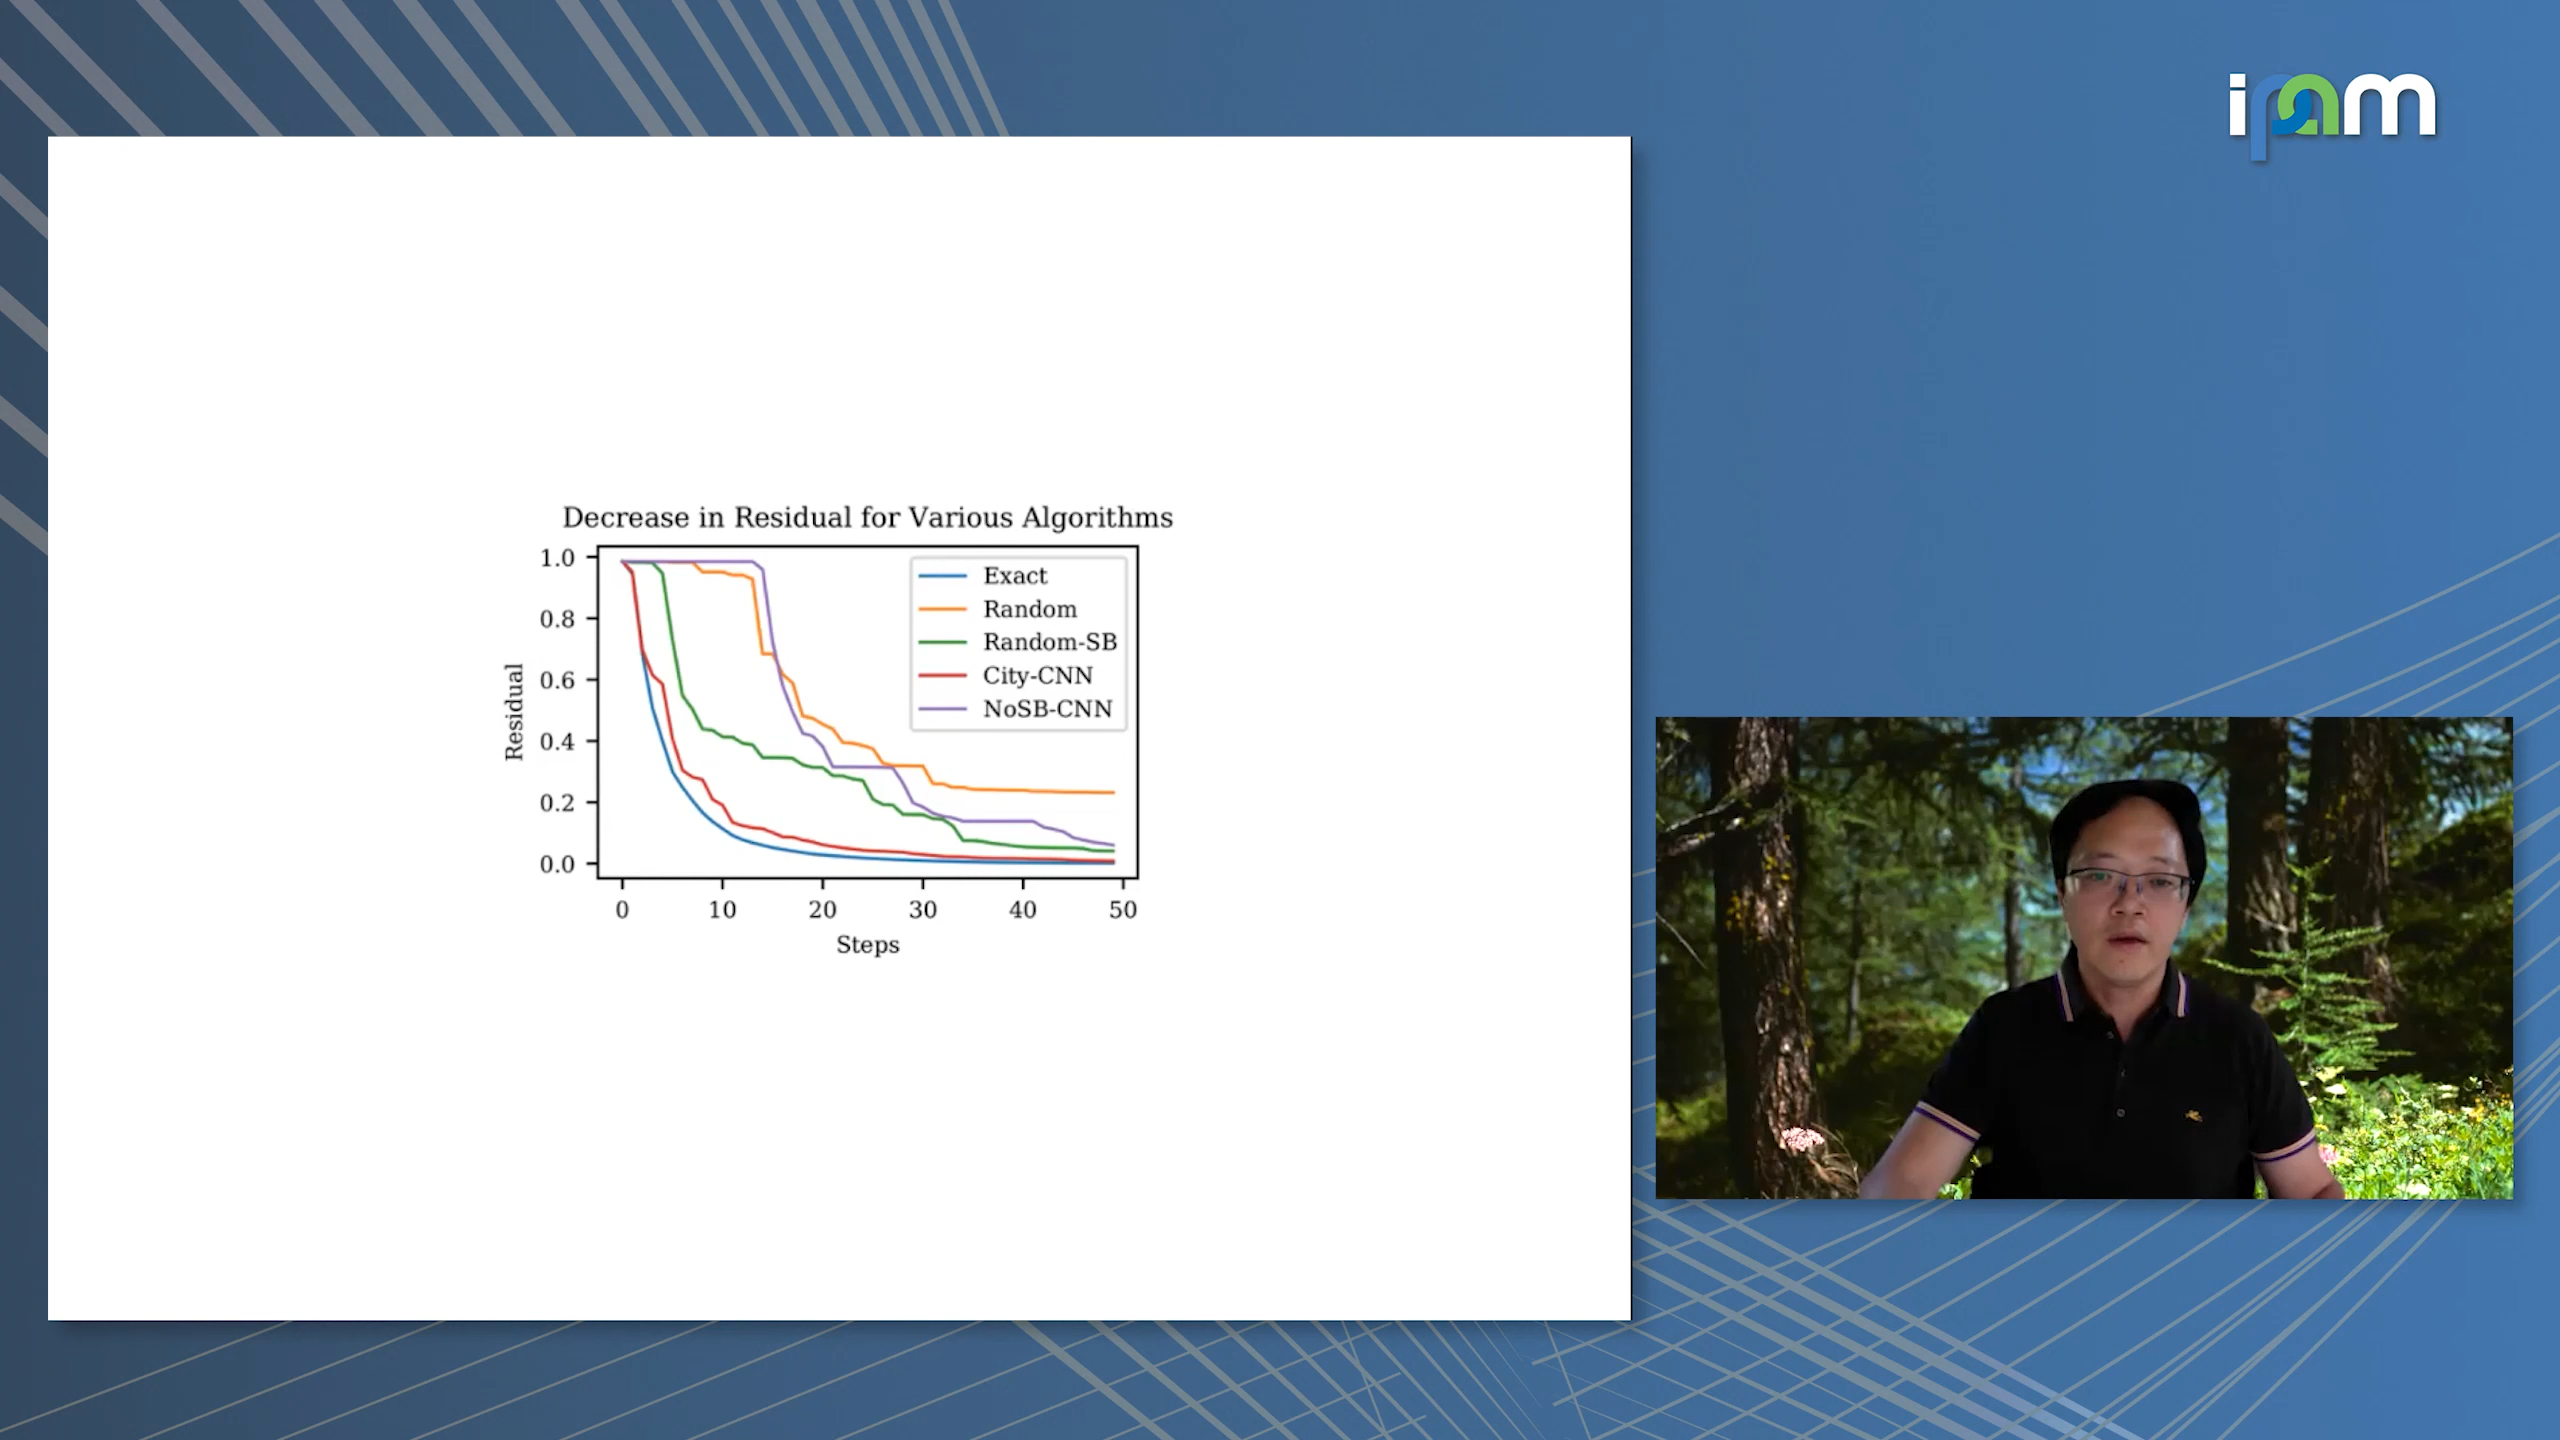 ipam
Decrease in Residual for Various Algorithms
1.0
0.8
0.6
0.4
0.2
0.0
Residual
Exact
Random
Random-SB
City-CNN
NoSB-CNN
0 10 20 30 40 50
Steps